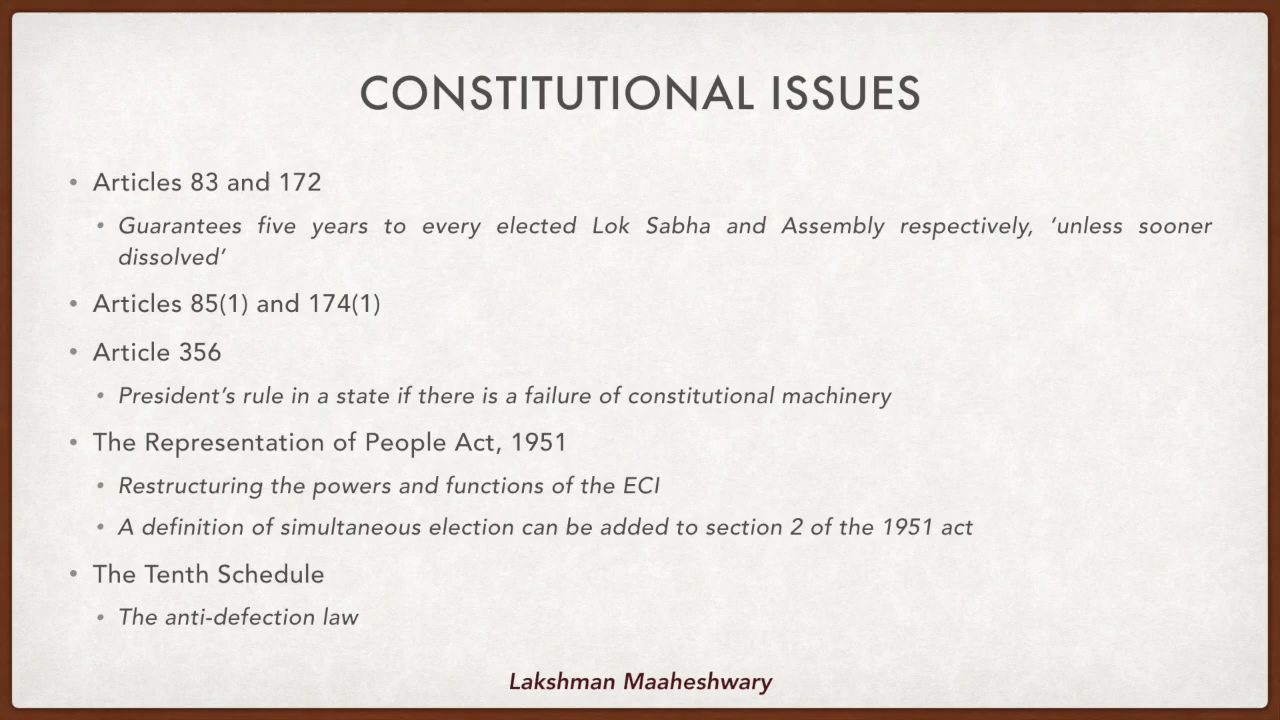 CONSTITUTIONAL ISSUES
• Articles 83 and 172
• Guarantees five years to every elected Lok Sabha and Assembly respectively, ‘unless sooner
dissolved’
• Articles 85(1) and 174(1)
• Article 356
• President’s rule in a state if there is a failure of constitutional machinery
• The Representation of People Act, 1951
• Restructuring the powers and functions of the ECI
• A definition of simultaneous election can be added to section 2 of the 1951 act
• The Tenth Schedule
• The anti-defection law
Lakshman Maaheshwary